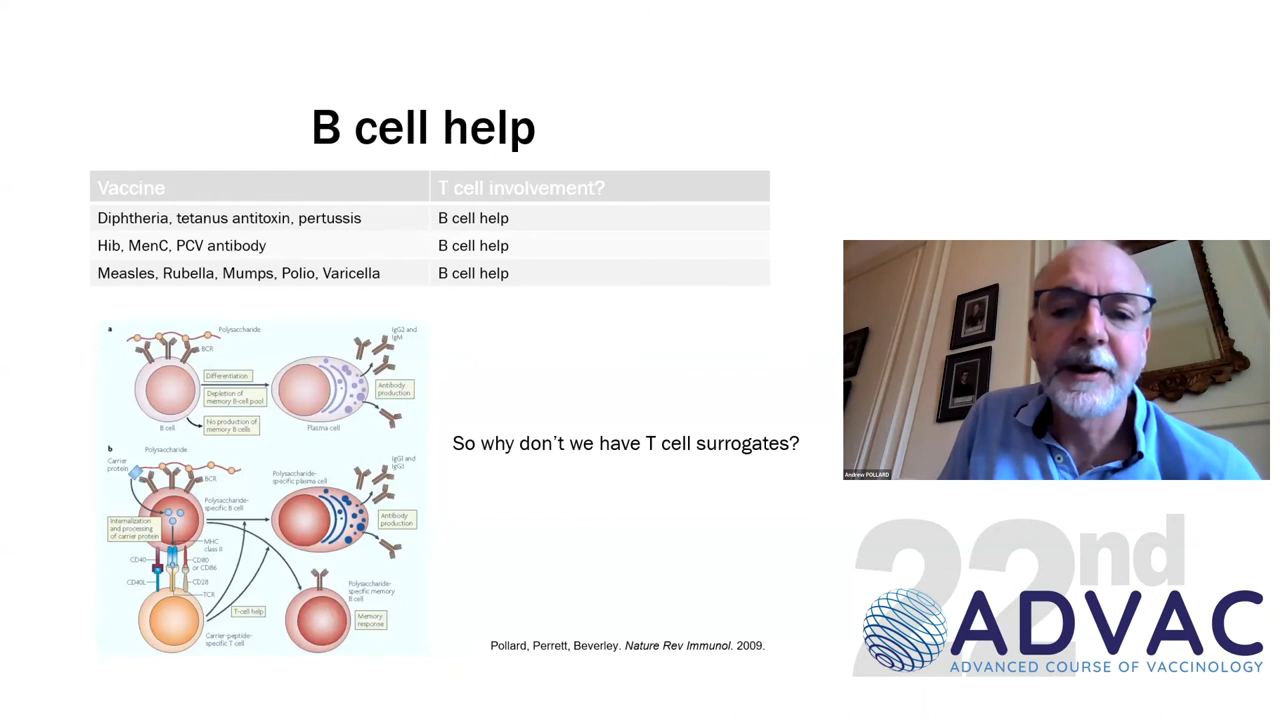 B cell help
Vaccine T cell involvement?
Diphtheria, tetanus antitoxin, pertussis B cell help
Hib, MenC, PCV antibody B cell help
Measles, Rubella, Mumps, Polio, Varicella B cell help
a
Polysaccharide
BCR
IgG2 and
IgM
Differentiation
Depletion of
memory B-cell pool
No production of
memory B cells
Antibody
production
B cell
Plasma cell
b
Polysaccharide
Carrier
protein
BCR
Polysaccharide-
specific B cell
Polysaccharide-
specific plasma cell
IgG1 and
IgG3
Internalization
and processing
of carrier protein
Antibody
production
MHC
class II
CD40
CD80
or CD86
CD40L
CD28
TCR
T-cell help
Carrier-peptide-
specific T cell
Polysaccharide-
specific memory
B cell
Memory
response
So why don't we have T cell surrogates?
Pollard, Perrett, Beverley. Nature Rev Immunol. 2009.
Andrew POLLARD
22nd
ADVAC
ADVANCED COURSE OF VACCINOLOGY